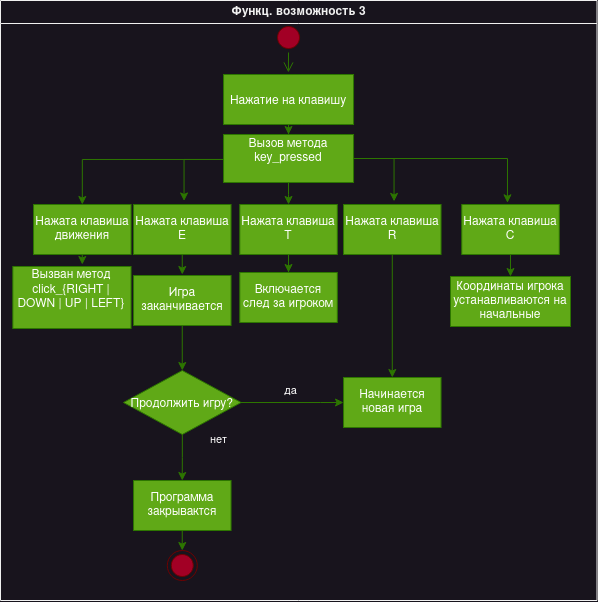 Функц. возможность 3
Нажатие на клавишу
Вызов метода
key_pressed
Нажата клавиша
движения
Нажата клавиша
E
Нажата клавиша
T
Нажата клавиша
R
Нажата клавиша
C
Вызван метод
click_{RIGHT |
DOWN | UP | LEFT}
Игра
заканчивается
Включается
след за игроком
Координаты игрока
устанавливаются на
начальные
Продолжить игру?
да
Начинается
новая игра
нет
Программа
закрываktся